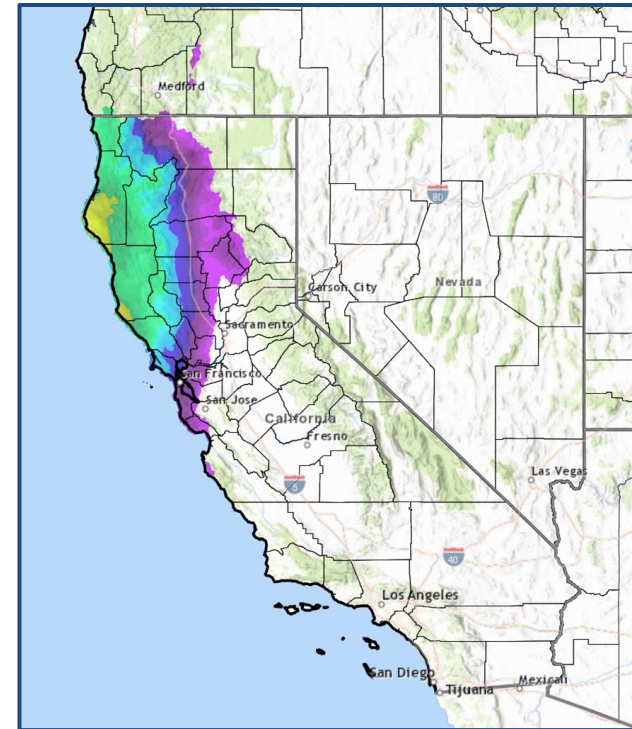 Medford
80
Carson City
Nevada
Sacramento
San Francisco
San Jose
California
Fresno
5
Las Vegas
40
Los Angeles
San Diego
Tijuana
Mexicali